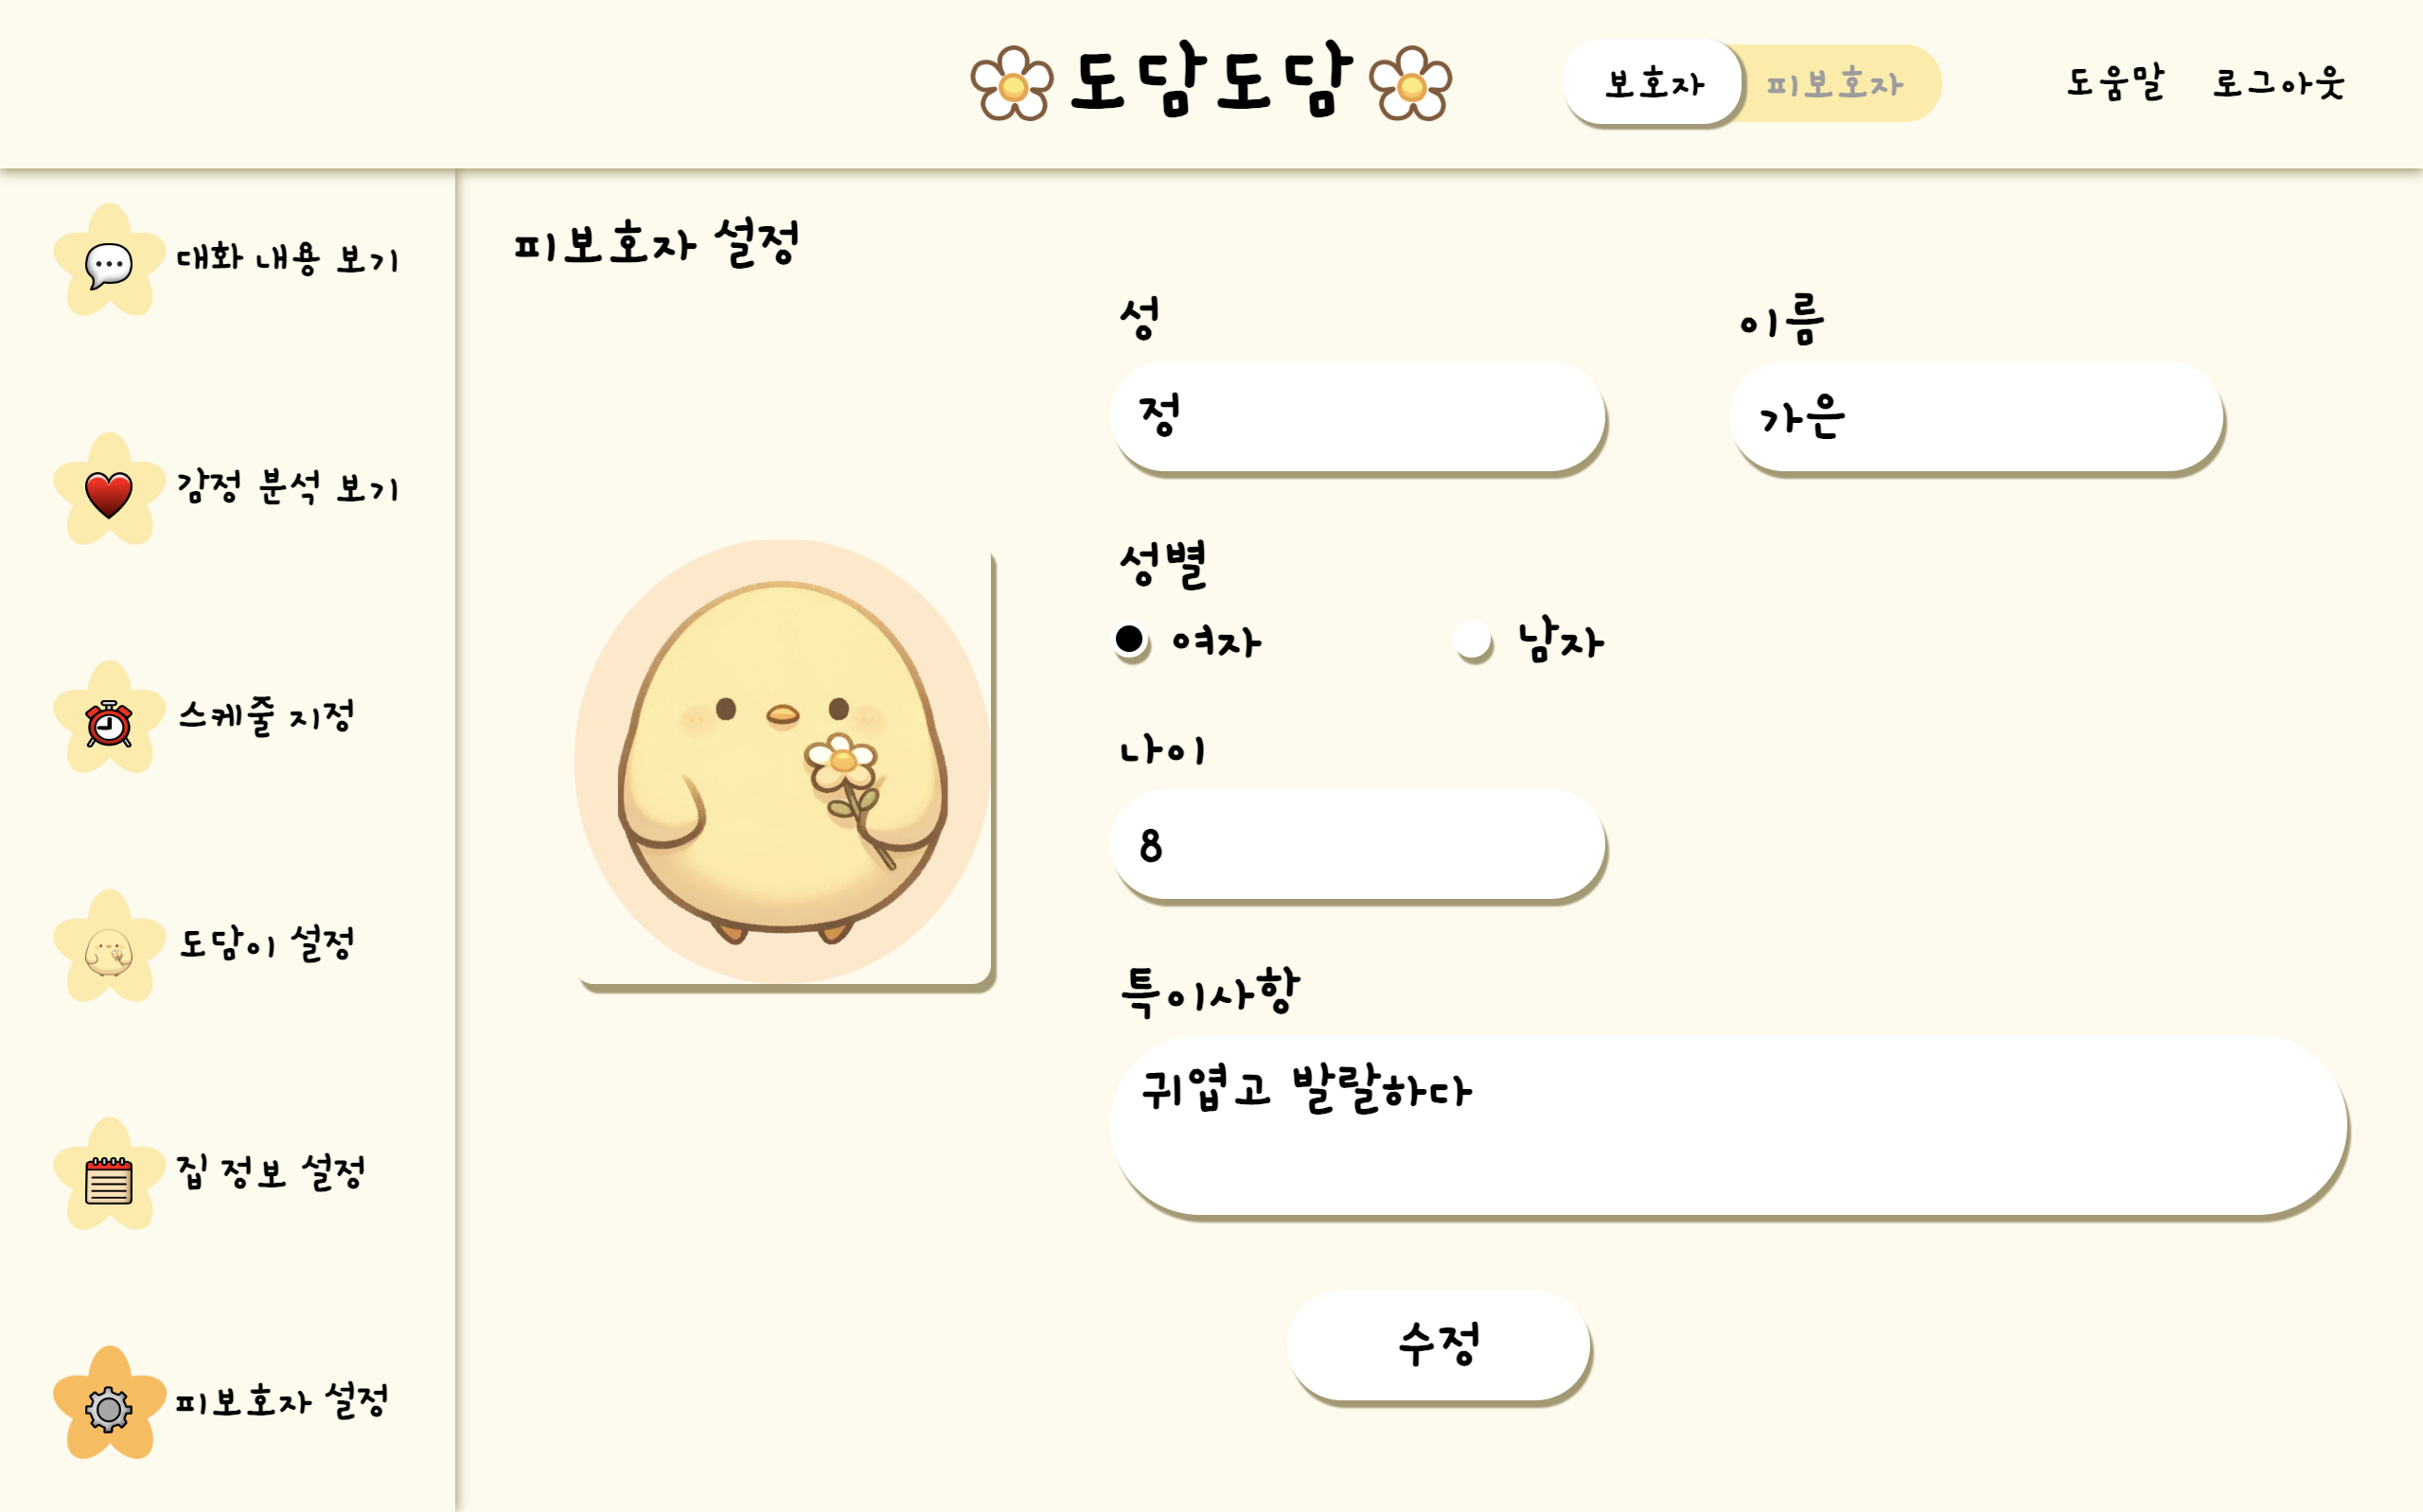 도담도담
보호자 피보호자
도움말 로그아웃
대화 내용 보기
감정 분석 보기
스케줄 지정
도담이 설정
집 정보 설정
피보호자 설정
피보호자 설정
성
정
이름
가은
성별
여자 남자
나이
8
특이사항
귀엽고 발랄하다
수정